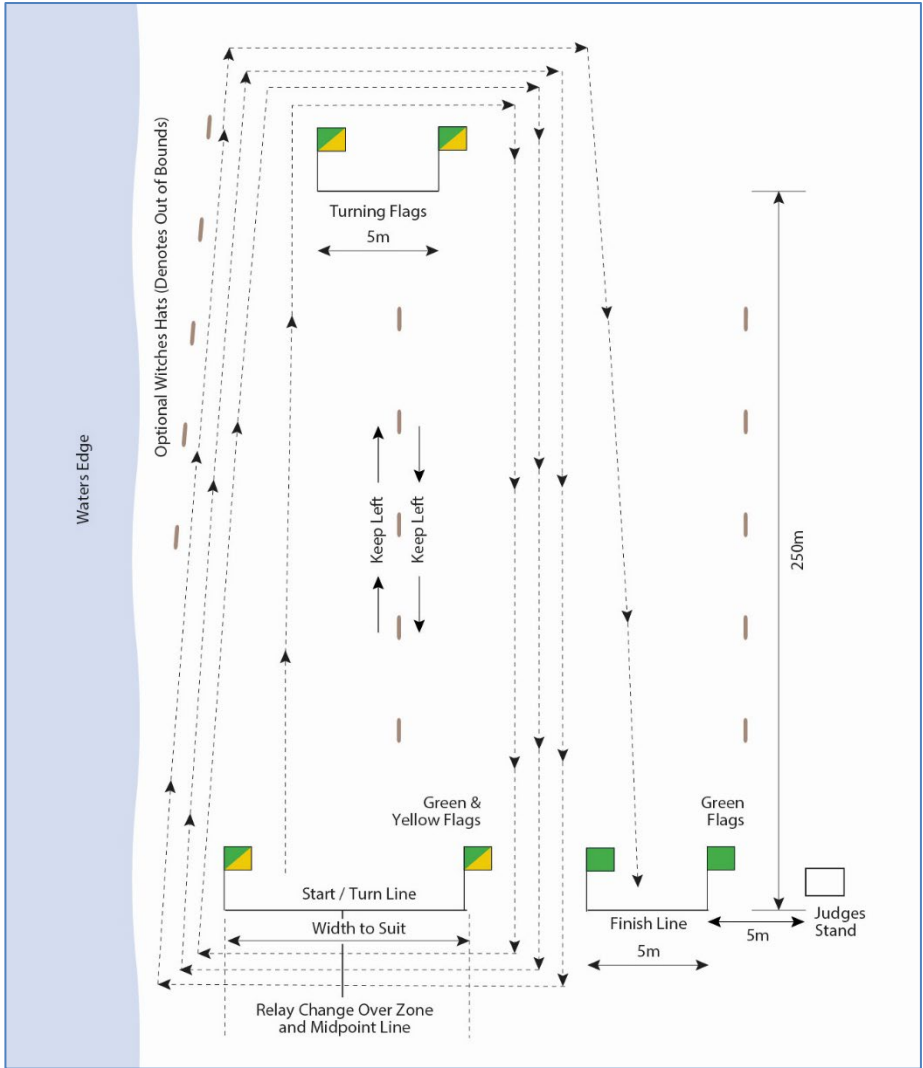 Optional Witches Hats (Denotes Out of Bounds)
Turning Flags
5m
Waters Edge
Keep Left
Keep Left
250m
Green &
Yellow Flags
Green
Flags
Start / Turn Line
Width to Suit
Finish Line
5m
5m
Judges
Stand
Relay Change Over Zone
and Midpoint Line